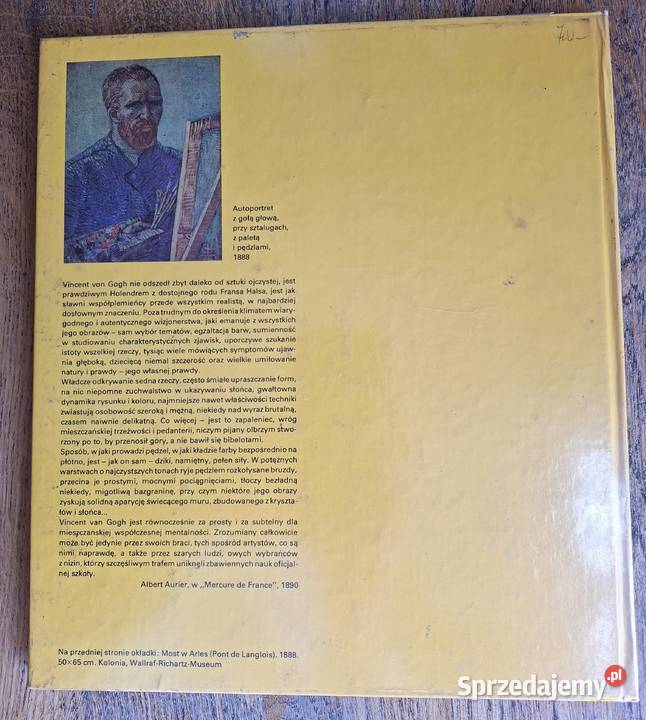 700,-
Autoportret
z gołą głową,
przy sztalugach,
z paletą
i pędzlami,
1888
Vincent von Gogh nie odszedł zbyt daleko od sztuki ojczystej, jest
prawdziwym Holendrem z dostojnego rodu Fransa Halsa, jest jak
sławni współplemieńcy przede wszystkim realistą, w najbardziej
dosłownym znaczeniu. Poza trudnym do określenia klimatem wiary-
godnego i autentycznego wizjonerstwa, jaki emanuje z wszystkich
jego obrazów – sam wybór tematów, egzaltacja barw, sumienność
w studiowaniu charakterystycznych zjawisk, uporczywe szukanie
istoty wszelkiej rzeczy, tysiąc wiele mówiących symptomów ujaw-
nia głęboką, dziecięcą niemal szczerość oraz wielkie umiłowanie
natury i prawdy – jego własnej prawdy.
Władcze odkrywanie sedna rzeczy, często śmiałe upraszczanie form,
na nic niepomne zuchwalstwo w ukazywaniu słońca, gwałtowna
dynamika rysunku i koloru, najmniejsze nawet właściwości techniki
zwiastują osobowość szeroką i mężną, niekiedy nad wyraz brutalną,
czasem naiwnie delikatną. Co więcej – jest to zapaleniec, wróg
mieszczańskiej trzeźwości i pedanterii, niczym pijany olbrzym stwo-
rzony po to, by przenosił góry, a nie bawił się bibelotami.
Sposób, w jaki prowadzi pędzel, w jaki kładzie farby bezpośrednio na
płótno, jest – jak on sam – dziki, namiętny, pełen siły. W potężnych
warstwach o najczystszych tonach ryje pędzlem rozkołysane bruzdy,
przecina je prostymi, mocnymi pociągnięciami, tłoczy bezładną
niekiedy, migotliwą bazgraninę, przy czym niektóre jego obrazy
zyskują solidną aparycję świecącego muru, zbudowanego z kryszta-
łów i słońca...
Vincent van Gogh jest równocześnie za prosty i za subtelny dla
mieszczańskiej współczesnej mentalności. Zrozumiany całkowicie
może być jedynie przez swoich braci, tych spośród artystów, co są
nimi naprawdę, a także przez szarych ludzi, owych wybrańców
z nizin, którzy szczęśliwym trafem uniknęli zbawiennych nauk oficjal-
nej szkoły.
Albert Aurier, w „Mercure de France", 1890
Na przedniej stronie okładki: Most w Arles (Pont de Langlois). 1888.
50×65 cm. Kolonia, Wallraf-Richartz-Museum
Sprzedajemy.pl